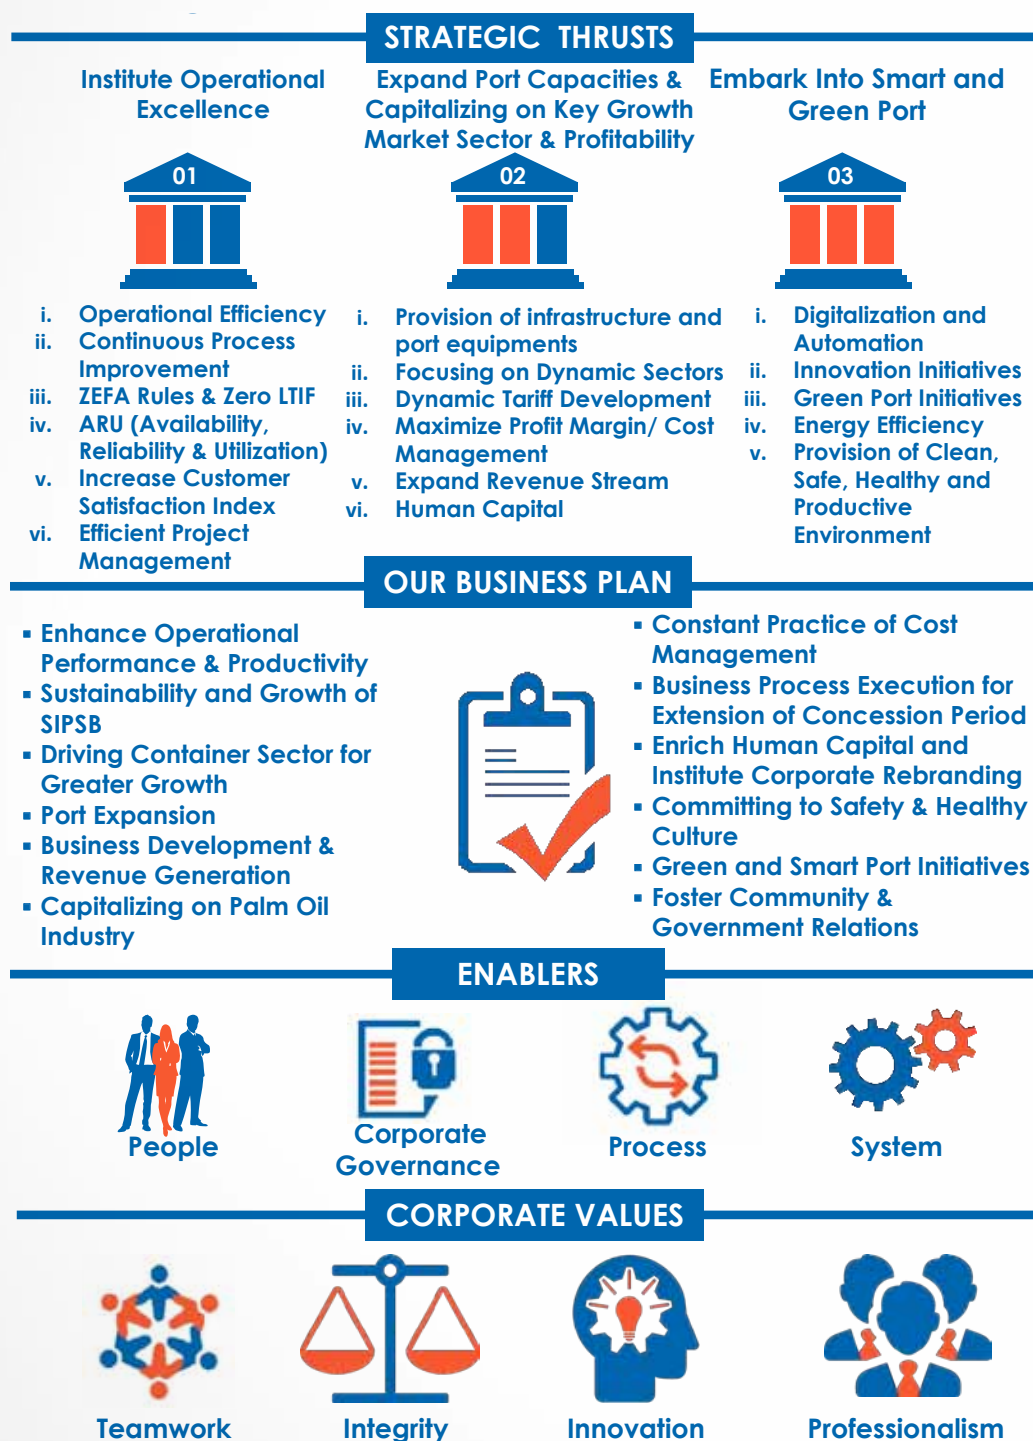 STRATEGIC THRUSTS
Institute Operational
Excellence
01
i. Operational Efficiency
ii. Continuous Process
Improvement
iii. ZEFA Rules & Zero LTIF
iv. ARU (Availability,
Reliability & Utilization)
v. Increase Customer
Satisfaction Index
vi. Efficient Project
Management
Expand Port Capacities &
Capitalizing on Key Growth
Market Sector & Profitability
02
i. Provision of infrastructure and
port equipments
ii. Focusing on Dynamic Sectors
iii. Dynamic Tariff Development
iv. Maximize Profit Margin/ Cost
Management
v. Expand Revenue Stream
vi. Human Capital
Embark Into Smart and
Green Port
03
i. Digitalization and
Automation
ii. Innovation Initiatives
iii. Green Port Initiatives
iv. Energy Efficiency
v. Provision of Clean,
Safe, Healthy and
Productive
Environment
OUR BUSINESS PLAN
▪ Enhance Operational
Performance & Productivity
▪ Sustainability and Growth of
SIPSB
▪ Driving Container Sector for
Greater Growth
▪ Port Expansion
▪ Business Development &
Revenue Generation
▪ Capitalizing on Palm Oil
Industry
▪ Constant Practice of Cost
Management
▪ Business Process Execution for
Extension of Concession Period
▪ Enrich Human Capital and
Institute Corporate Rebranding
▪ Committing to Safety & Healthy
Culture
▪ Green and Smart Port Initiatives
▪ Foster Community &
Government Relations
ENABLERS
People
Corporate
Governance
Process
System
CORPORATE VALUES
Teamwork
Integrity
Innovation
Professionalism